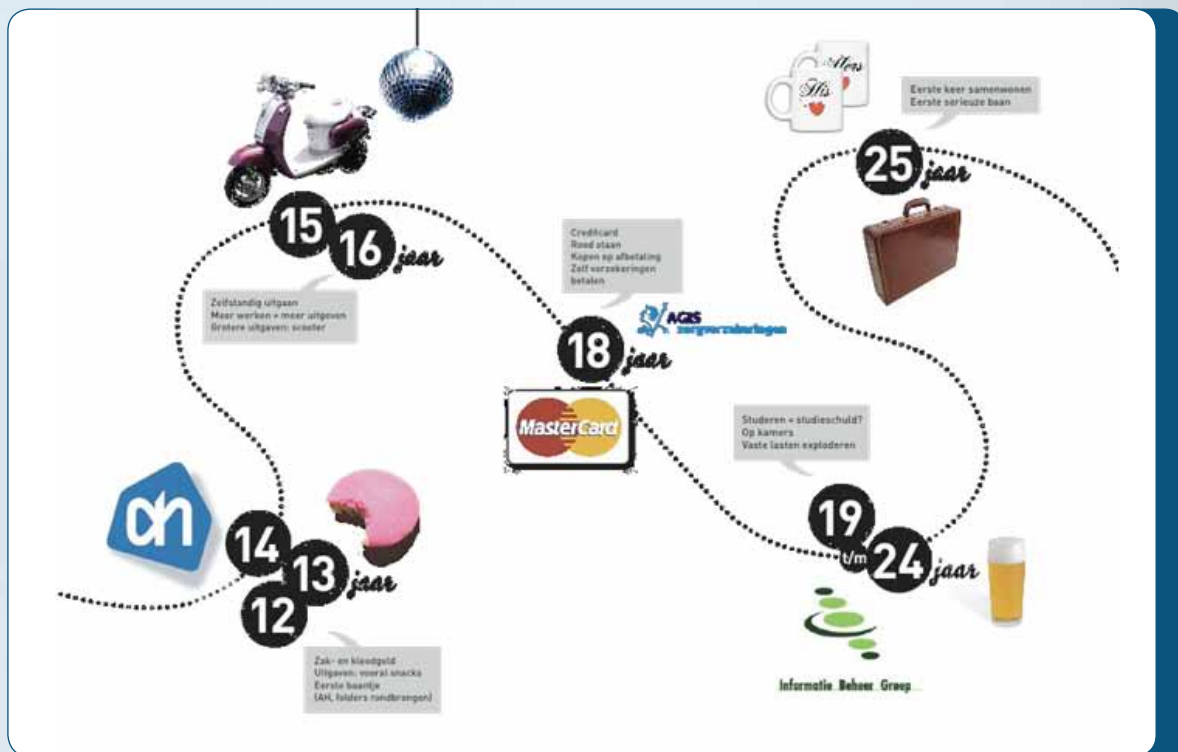 15
16
jaar
Zelfstandig uitgaan
Meer werken = meer uitgeven
Grotere uitgaven: scooter
ah
14
13
12
jaar
Zak- en kleedgeld
Uitgaven: vooral snacks
Eerste baantje
(AH, folders rondbrengen)
Creditcard
Rood staan
Kopen op afbetaling
Zelf verzekeringen
betalen
AGIS
zorgverzekeringen
18
jaar
MasterCard
Studeren = studieschuld?
Op kamers
Vaste lasten exploderen
19
t/m
24
jaar
Informatie Beheer Groep
His
Hers
Eerste keer samenwonen
Eerste serieuze baan
25
jaar